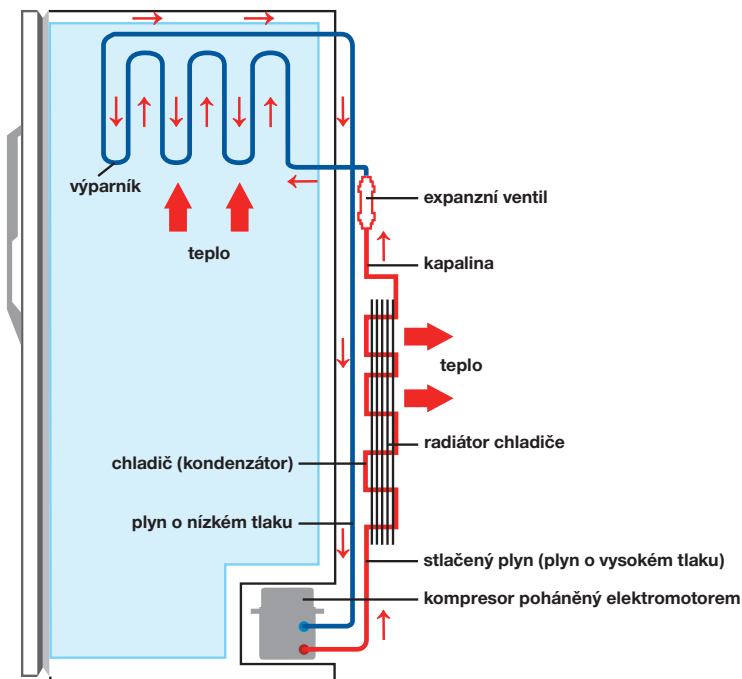 výparník
teplo
expanzní ventil
kapalina
teplo
radiátor chladiče
chladič (kondenzátor)
plyn o nízkém tlaku
stlačený plyn (plyn o vysokém tlaku)
kompresor poháněný elektromotorem